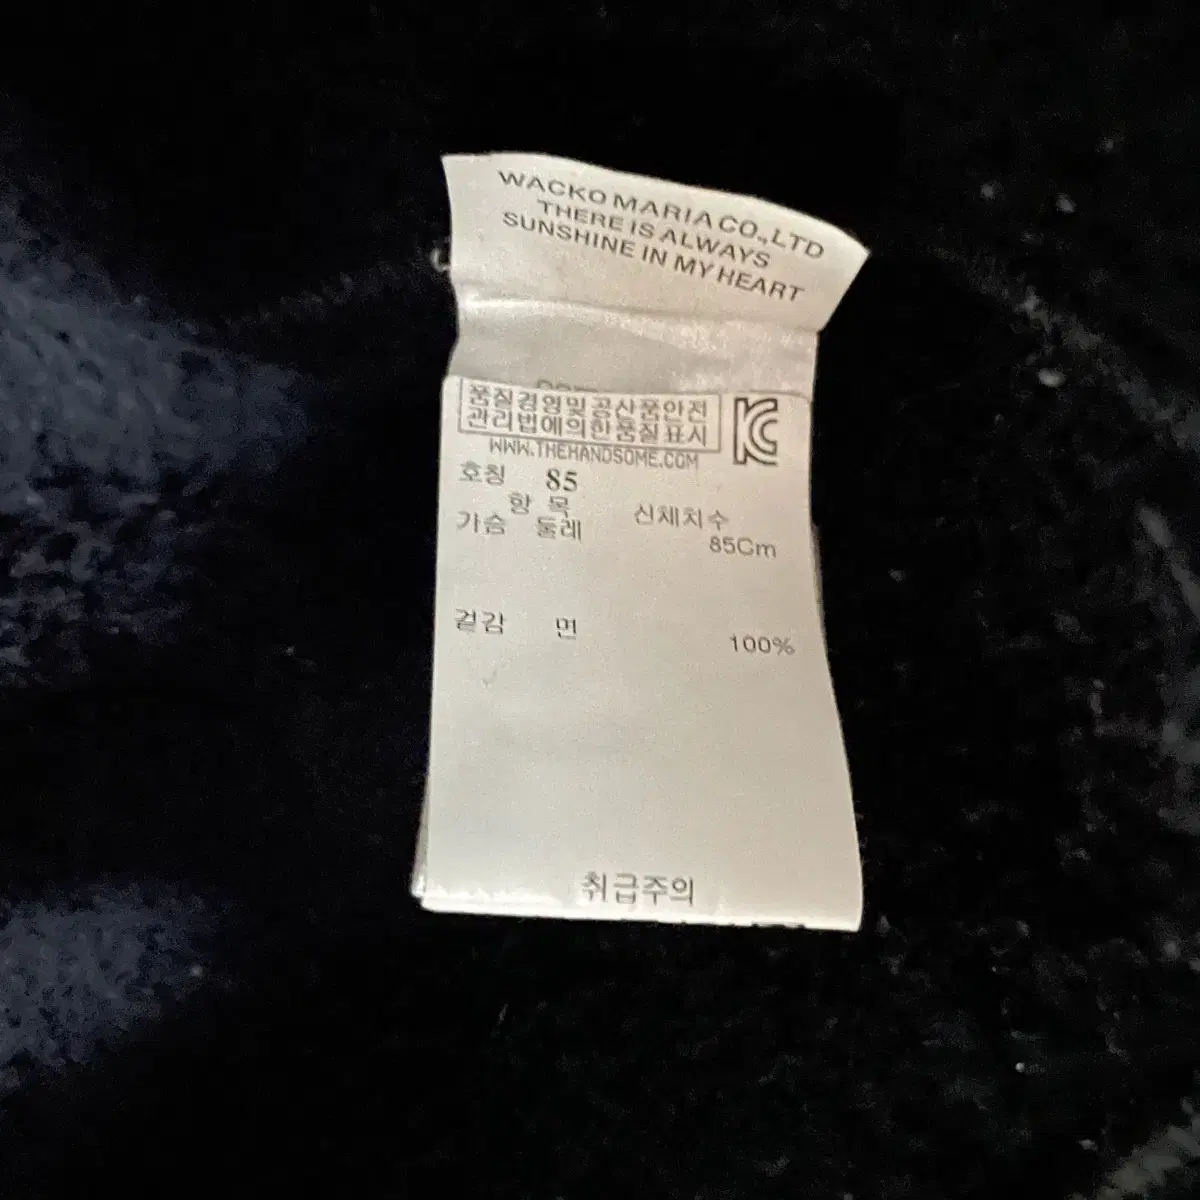 WACKO MARIA CO.,LTD
THERE IS ALWAYS
SUNSHINE IN MY HEART
품질경영및공산품안전
관리법에의한품질표시
KC
WWW.THEHANDSOME.COM
호칭 85
항 목 신체치수
가슴 둘레 85Cm
겉감 면 100%
취급주의